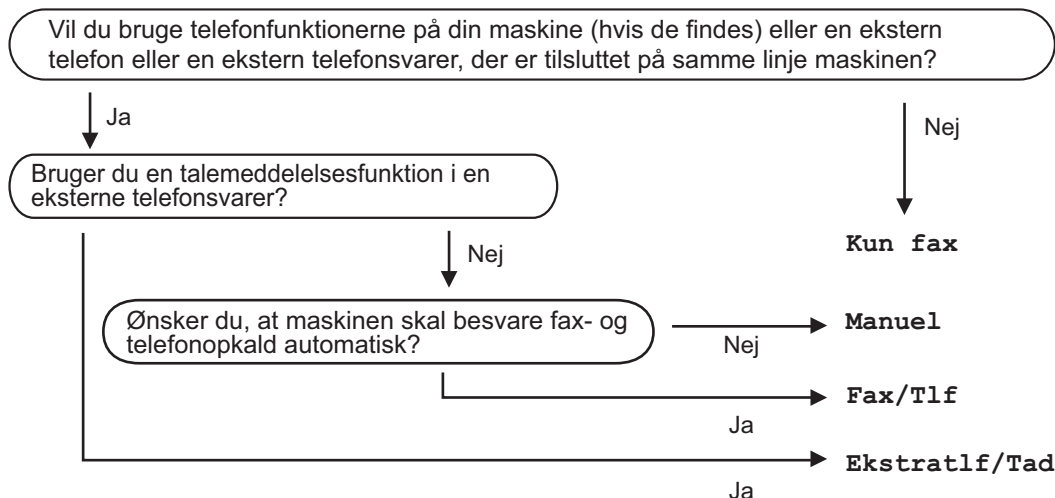 Vil du bruge telefonfunktionerne på din maskine (hvis de findes) eller en ekstern
telefon eller en ekstern telefonsvarer, der er tilsluttet på samme linje maskinen?
Ja
Nej
Bruger du en talemeddelelsesfunktion i en
eksterne telefonsvarer?
Kun fax
Nej
Ønsker du, at maskinen skal besvare fax- og
telefonopkald automatisk?
Nej
Manuel
Ja
Fax/Tlf
Ja
Ekstratlf/Tad